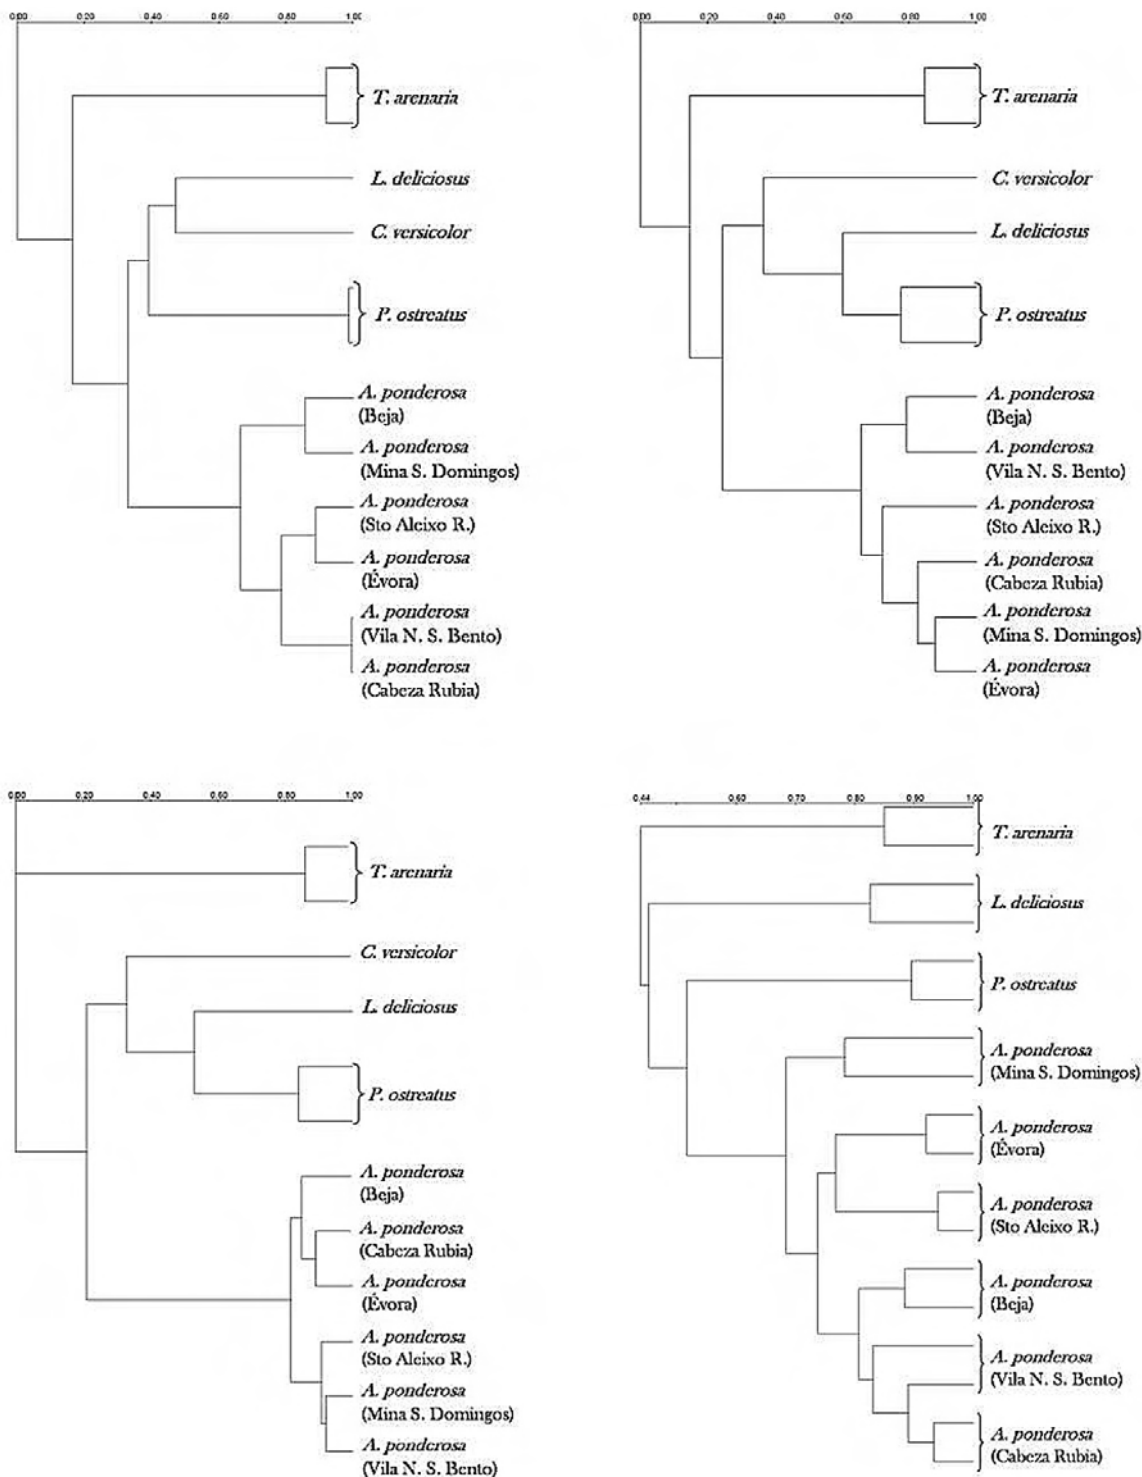 0.00 0.20 0.40 0.60 0.80 1.00
T. arenaria
L. deliciosus
C. versicolor
P. ostreatus
A. ponderosa
(Beja)
A. ponderosa
(Mina S. Domingos)
A. ponderosa
(Sto Aleixo R.)
A. ponderosa
(Évora)
A. ponderosa
(Vila N. S. Bento)
A. ponderosa
(Cabeza Rubia)
0.00 0.20 0.40 0.60 0.80 1.00
T. arenaria
C. versicolor
L. deliciosus
P. ostreatus
A. ponderosa
(Beja)
A. ponderosa
(Vila N. S. Bento)
A. ponderosa
(Sto Aleixo R.)
A. ponderosa
(Cabeza Rubia)
A. ponderosa
(Mina S. Domingos)
A. ponderosa
(Évora)
0.00 0.20 0.40 0.60 0.80 1.00
T. arenaria
C. versicolor
L. deliciosus
P. ostreatus
A. ponderosa
(Beja)
A. ponderosa
(Cabeza Rubia)
A. ponderosa
(Évora)
A. ponderosa
(Sto Aleixo R.)
A. ponderosa
(Mina S. Domingos)
A. ponderosa
(Vila N. S. Bento)
0.44 0.60 0.70 0.80 0.90 1.00
T. arenaria
L. deliciosus
P. ostreatus
A. ponderosa
(Mina S. Domingos)
A. ponderosa
(Évora)
A. ponderosa
(Sto Aleixo R.)
A. ponderosa
(Beja)
A. ponderosa
(Vila N. S. Bento)
A. ponderosa
(Cabeza Rubia)